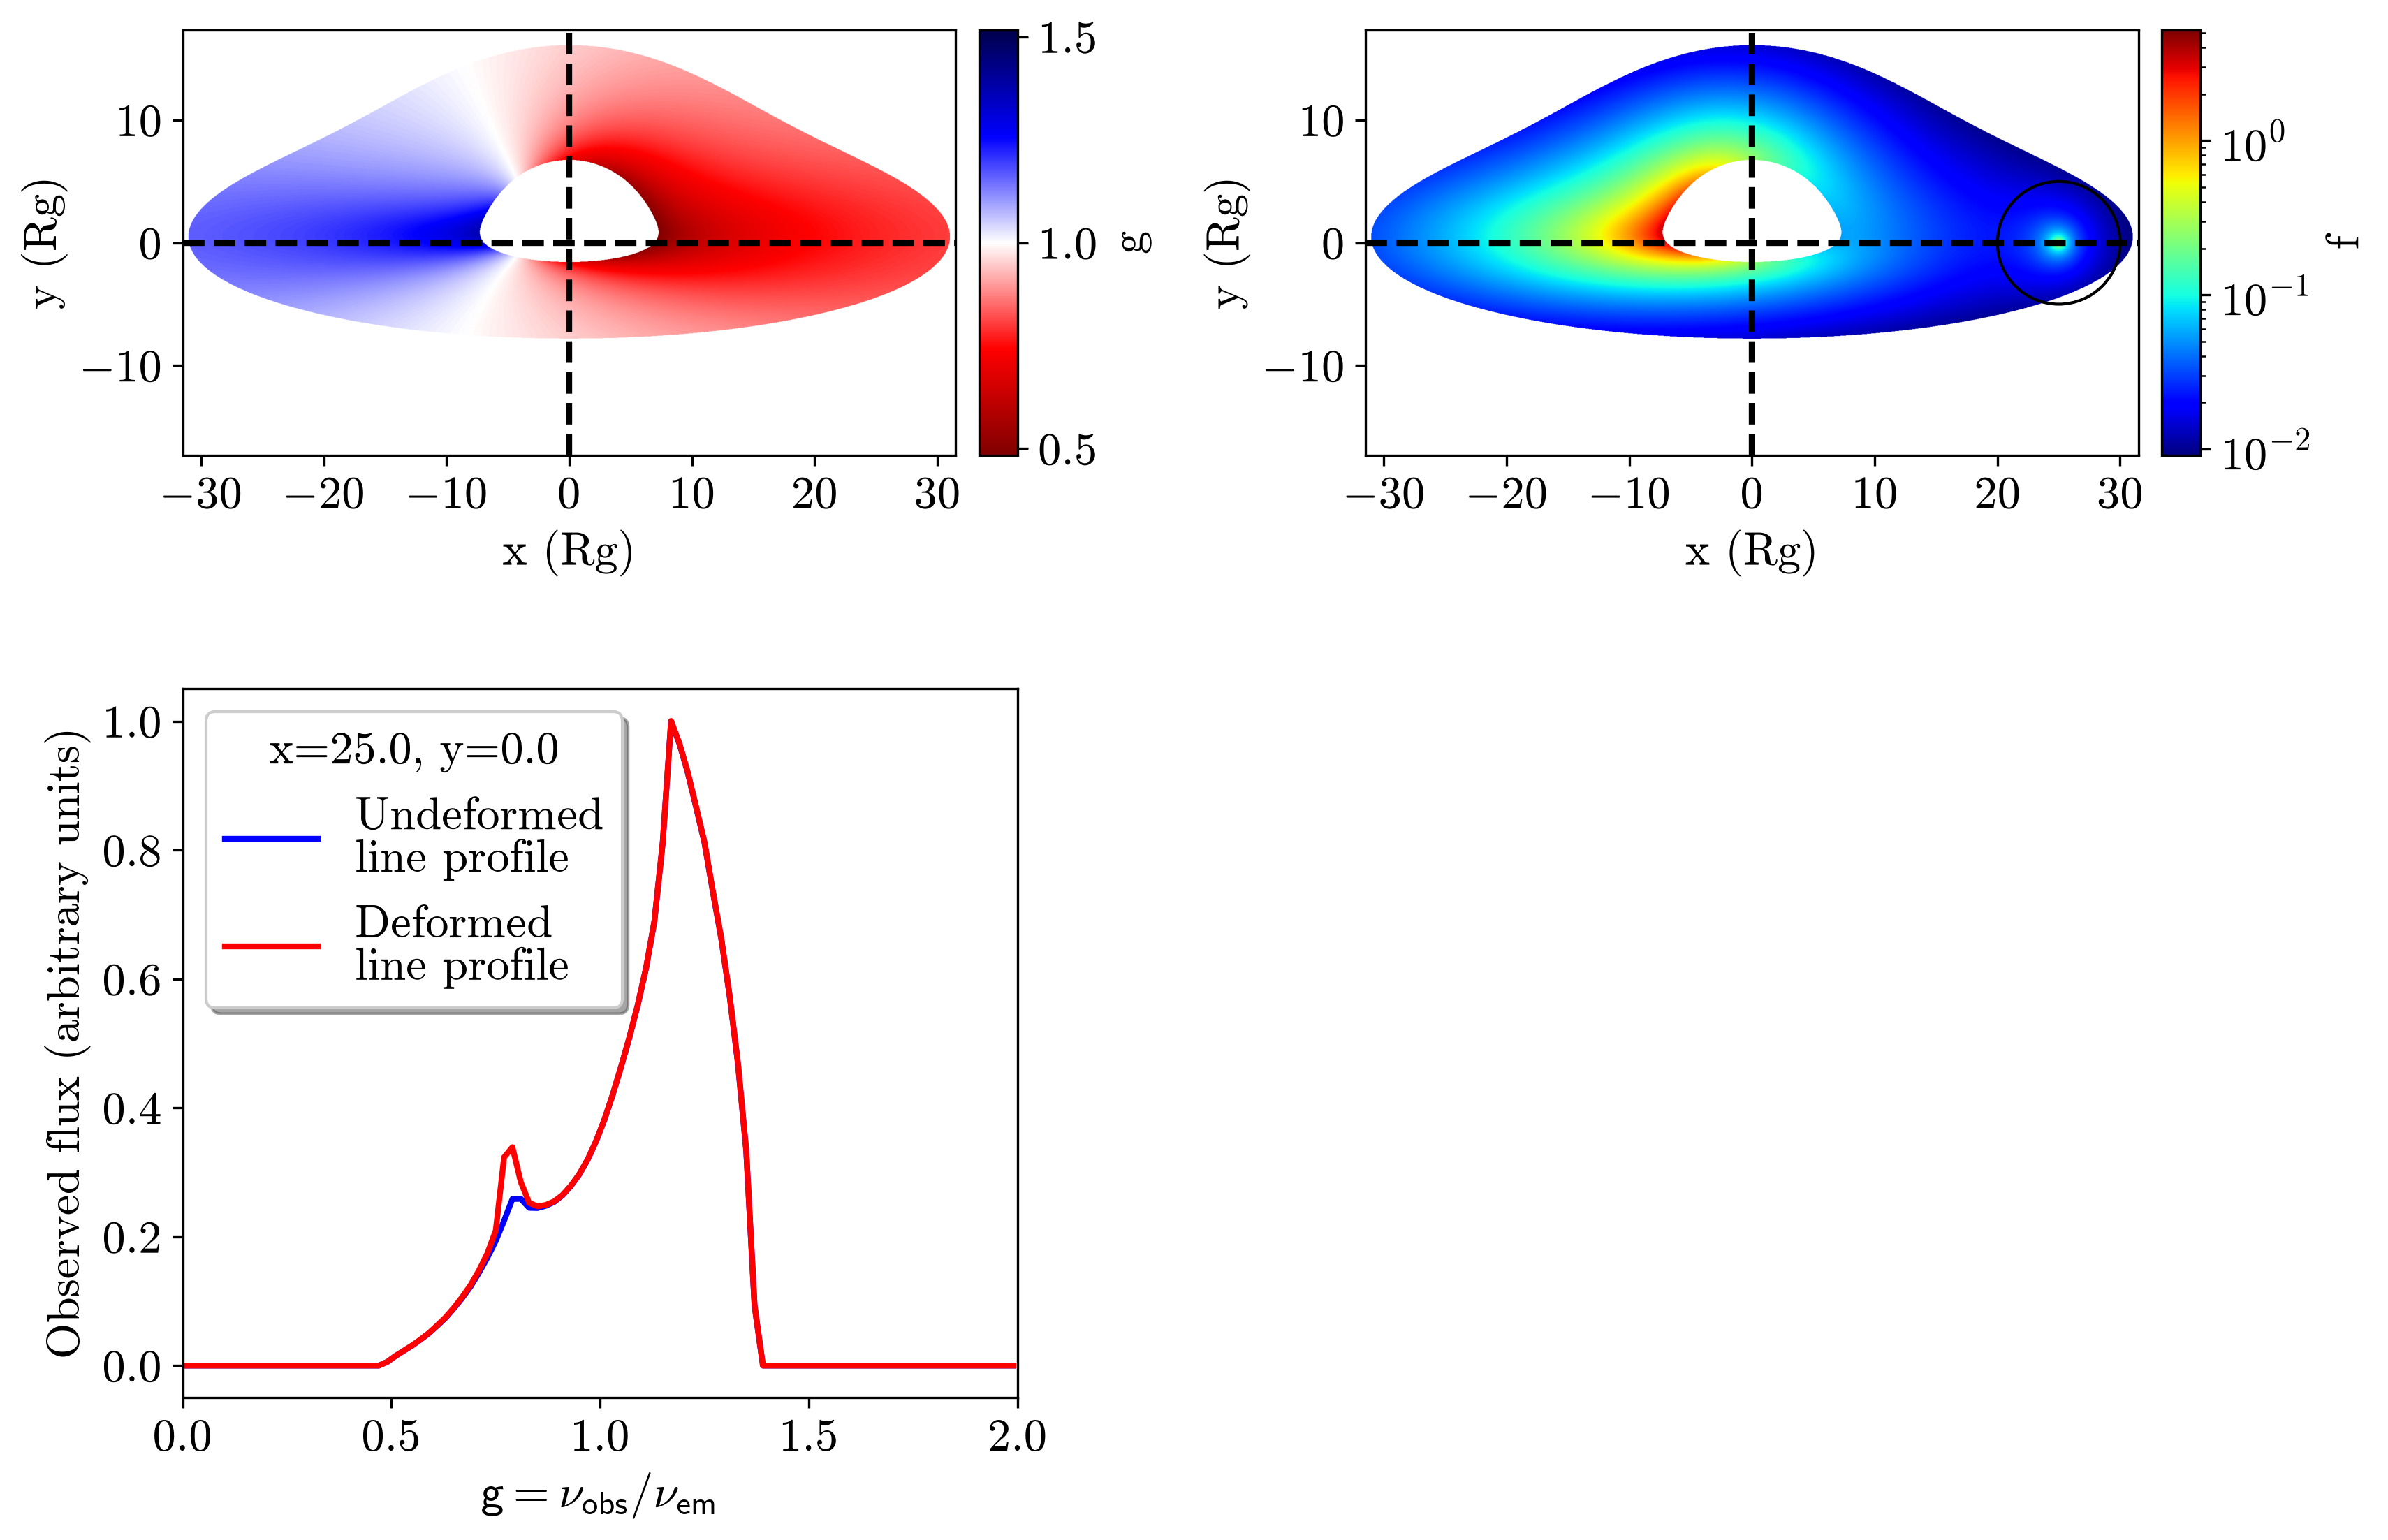 10
0
−10
y (Rg)
−30 −20 −10 0 10 20 30
x (Rg)
1.5
1.0
0.5
g
10
0
−10
y (Rg)
−30 −20 −10 0 10 20 30
x (Rg)
10⁰
10⁻¹
10⁻²
f
1.0
0.8
0.6
0.4
0.2
0.0
Observed flux (arbitrary units)
x=25.0, y=0.0
Undeformed
line profile
Deformed
line profile
0.0 0.5 1.0 1.5 2.0
g = ν_obs/ν_em